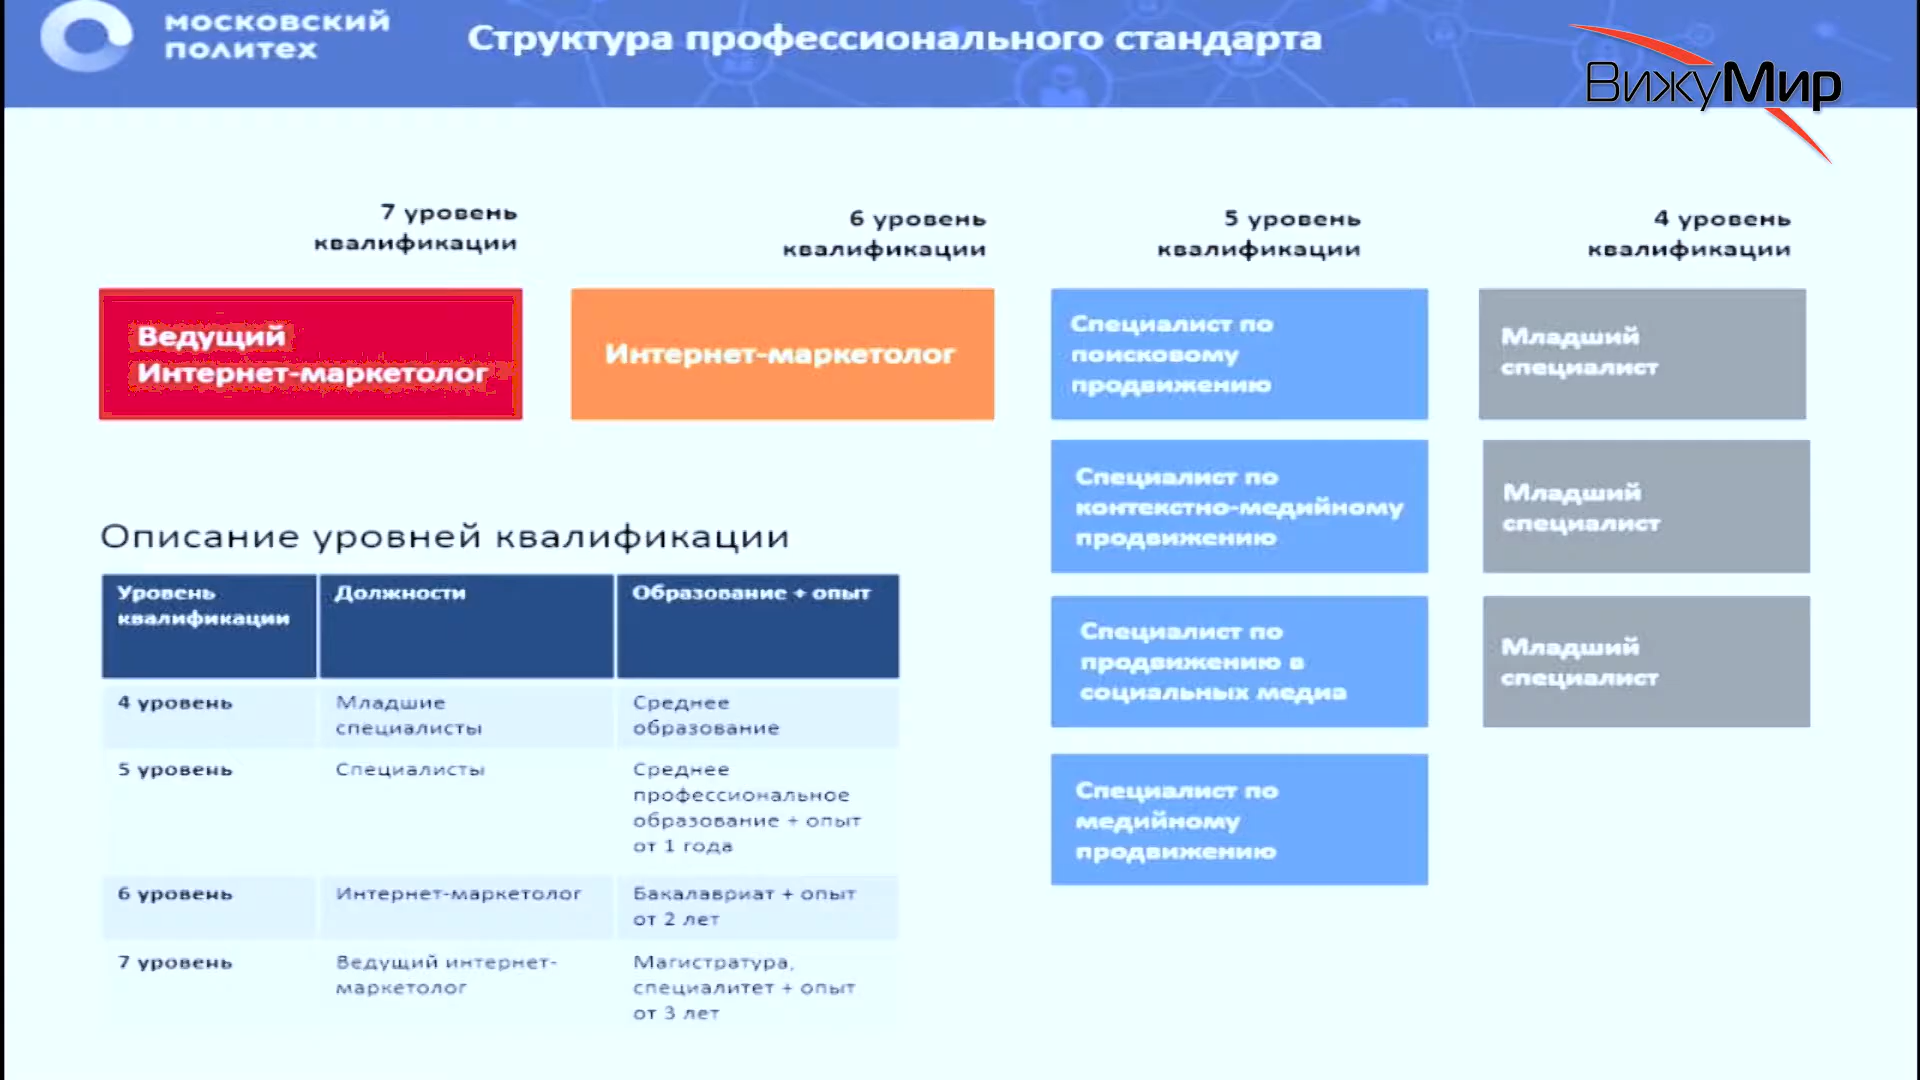 МОСКОВСКИЙ
ПОЛИТЕХ
Структура профессионального стандарта
ВижуМир
7 уровень
квалификации
6 уровень
квалификации
5 уровень
квалификации
4 уровень
квалификации
Ведущий
Интернет-маркетолог
Интернет-маркетолог
Специалист по
поисковому
продвижению
Младший
специалист
Специалист по
контекстно-медийному
продвижению
Младший
специалист
Специалист по
продвижению в
социальных медиа
Младший
специалист
Специалист по
медийному
продвижению
Описание уровней квалификации
Уровень
квалификации
Должности
Образование + опыт
4 уровень
Младшие
специалисты
Среднее
образование
5 уровень
Специалисты
Среднее
профессиональное
образование + опыт
от 1 года
6 уровень
Интернет-маркетолог
Бакалавриат + опыт
от 2 лет
7 уровень
Ведущий интернет-
маркетолог
Магистратура,
специалитет + опыт
от 3 лет